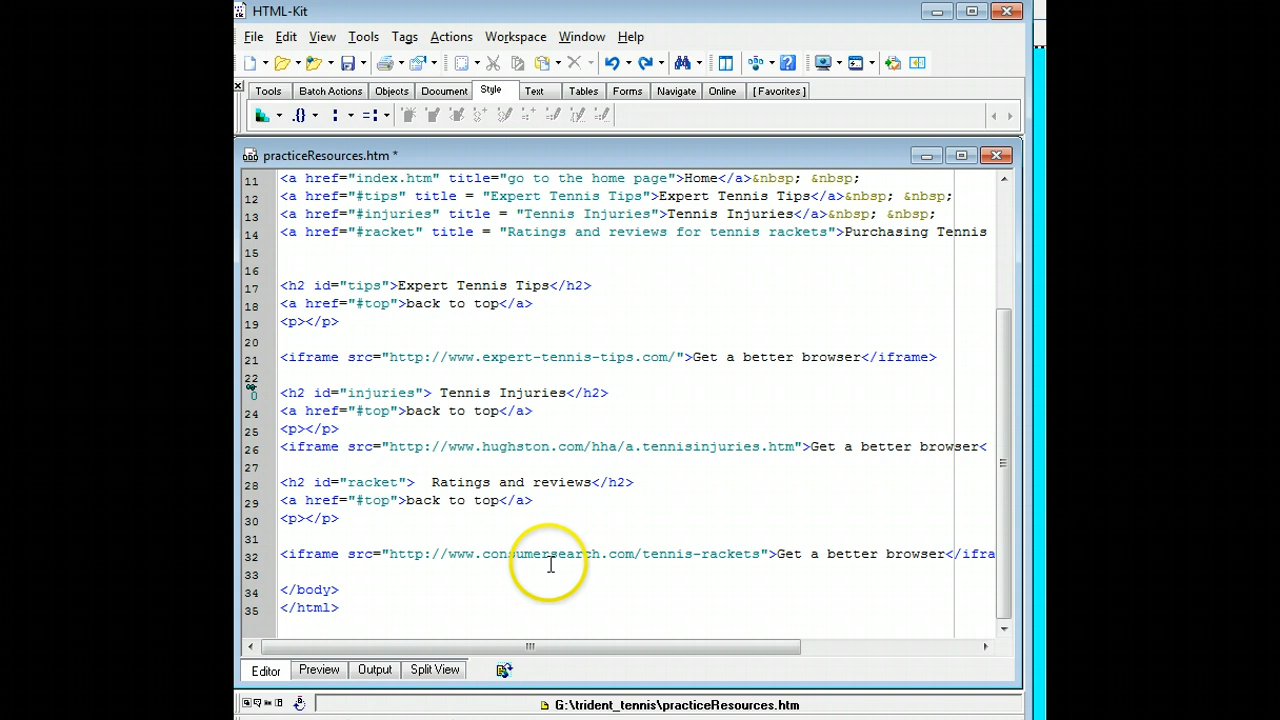 HTML-Kit
File Edit View Tools Tags Actions Workspace Window Help
Tools Batch Actions Objects Document Style Text Tables Forms Navigate Online [ Favorites ]
practiceResources.htm *
11 <a href="index.htm" title="go to the home page">Home</a>&nbsp; &nbsp;
12 <a href="#tips" title = "Expert Tennis Tips">Expert Tennis Tips</a>&nbsp; &nbsp;
13 <a href="#injuries" title = "Tennis Injuries">Tennis Injuries</a>&nbsp; &nbsp;
14 <a href="#racket" title = "Ratings and reviews for tennis rackets">Purchasing Tennis
15
16
17 <h2 id="tips">Expert Tennis Tips</h2>
18 <a href="#top">back to top</a>
19 <p></p>
20
21 <iframe src="http://www.expert-tennis-tips.com/">Get a better browser</iframe>
22
<h2 id="injuries"> Tennis Injuries</h2>
24 <a href="#top">back to top</a>
25 <p></p>
26 <iframe src="http://www.hughston.com/hha/a.tennisinjuries.htm">Get a better browser<
27
28 <h2 id="racket">  Ratings and reviews</h2>
29 <a href="#top">back to top</a>
30 <p></p>
31
32 <iframe src="http://www.consumersearch.com/tennis-rackets">Get a better browser</ifra
33
34 </body>
35 </html>
Editor Preview Output Split View
G:\trident_tennis\practiceResources.htm